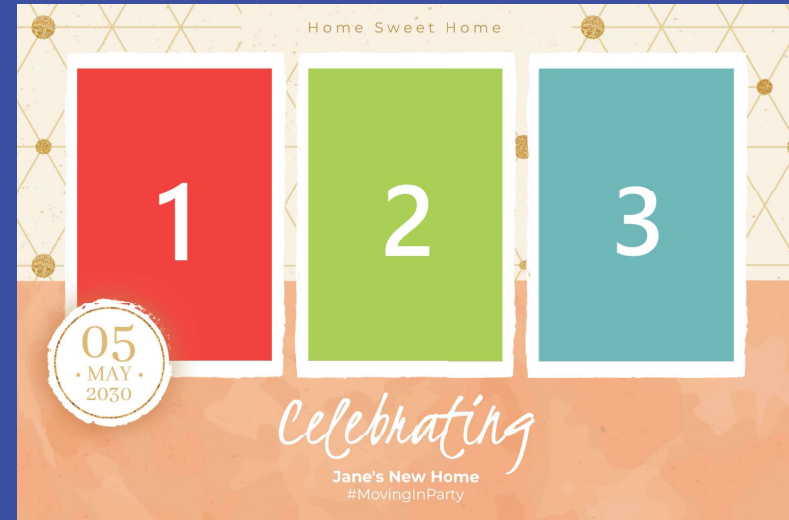 Home Sweet Home
1
2
3
05
• MAY •
2030
Celebrating
Jane's New Home
#MovingInParty